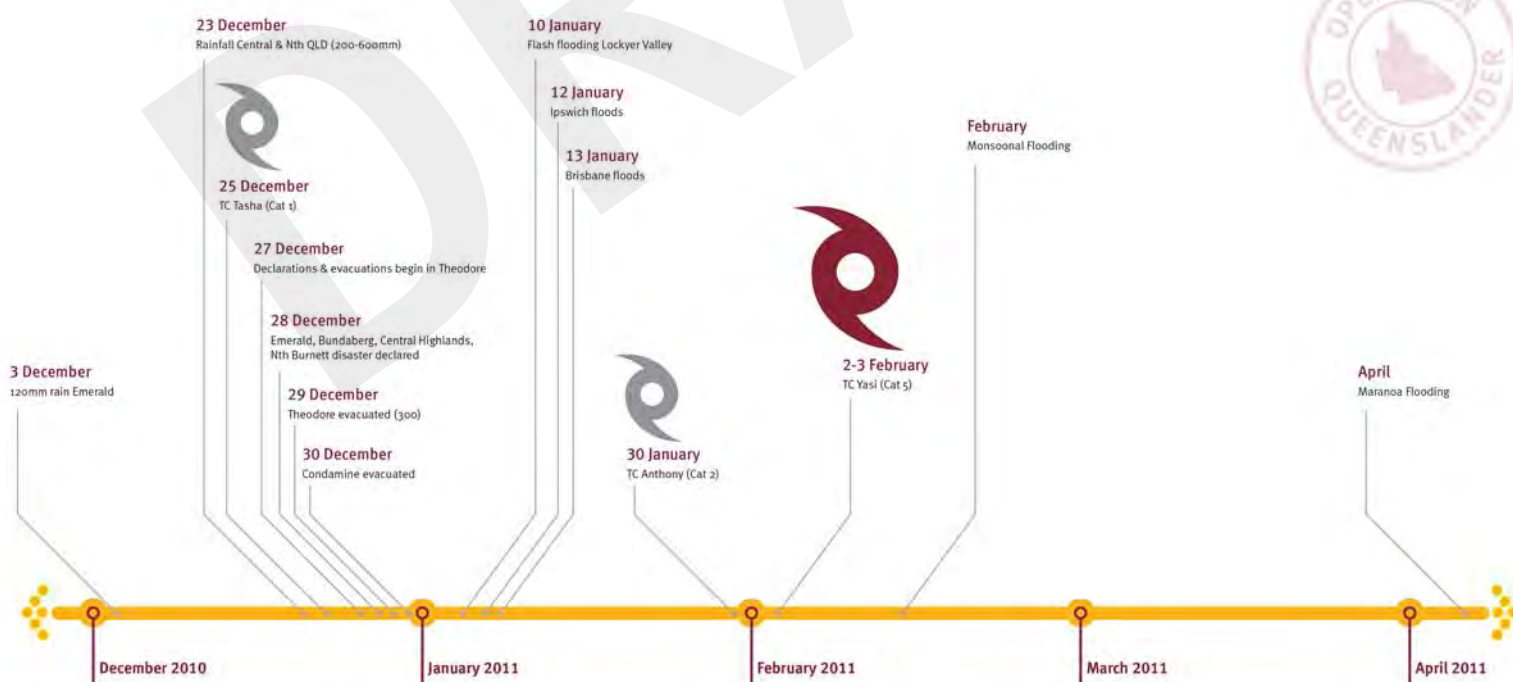 23 December
Rainfall Central & Nth QLD (200-600mm)
10 January
Flash flooding Lockyer Valley
OPERATION
QUEENSLANDER
25 December
TC Tasha (Cat 1)
12 January
Ipswich floods
13 January
Brisbane floods
February
Monsoonal Flooding
27 December
Declarations & evacuations begin in Theodore
28 December
Emerald, Bundaberg, Central Highlands,
Nth Burnett disaster declared
3 December
120mm rain Emerald
29 December
Theodore evacuated (300)
30 December
Condamine evacuated
30 January
TC Anthony (Cat 2)
2-3 February
TC Yasi (Cat 5)
April
Maranoa Flooding
December 2010
January 2011
February 2011
March 2011
April 2011